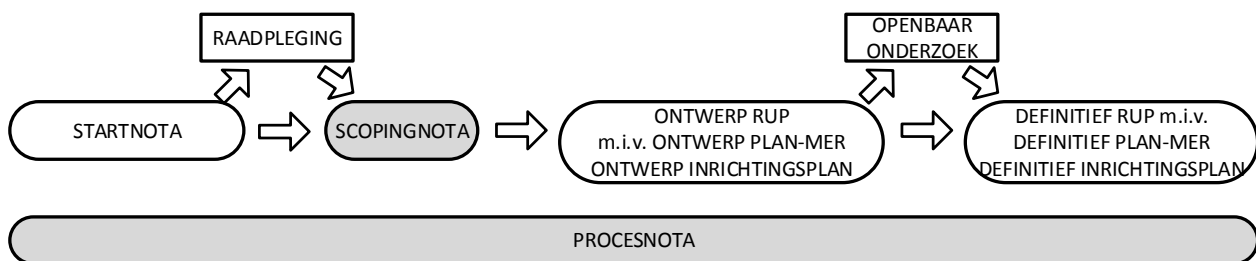 RAADPLEGING
OPENBAAR
ONDERZOEK
STARTNOTA
SCOPINGNOTA
ONTWERP RUP
m.i.v. ONTWERP PLAN-MER
ONTWERP INRICHTINGSPLAN
DEFINITIEF RUP m.i.v.
DEFINITIEF PLAN-MER
DEFINITIEF INRICHTINGSPLAN
PROCESNOTA